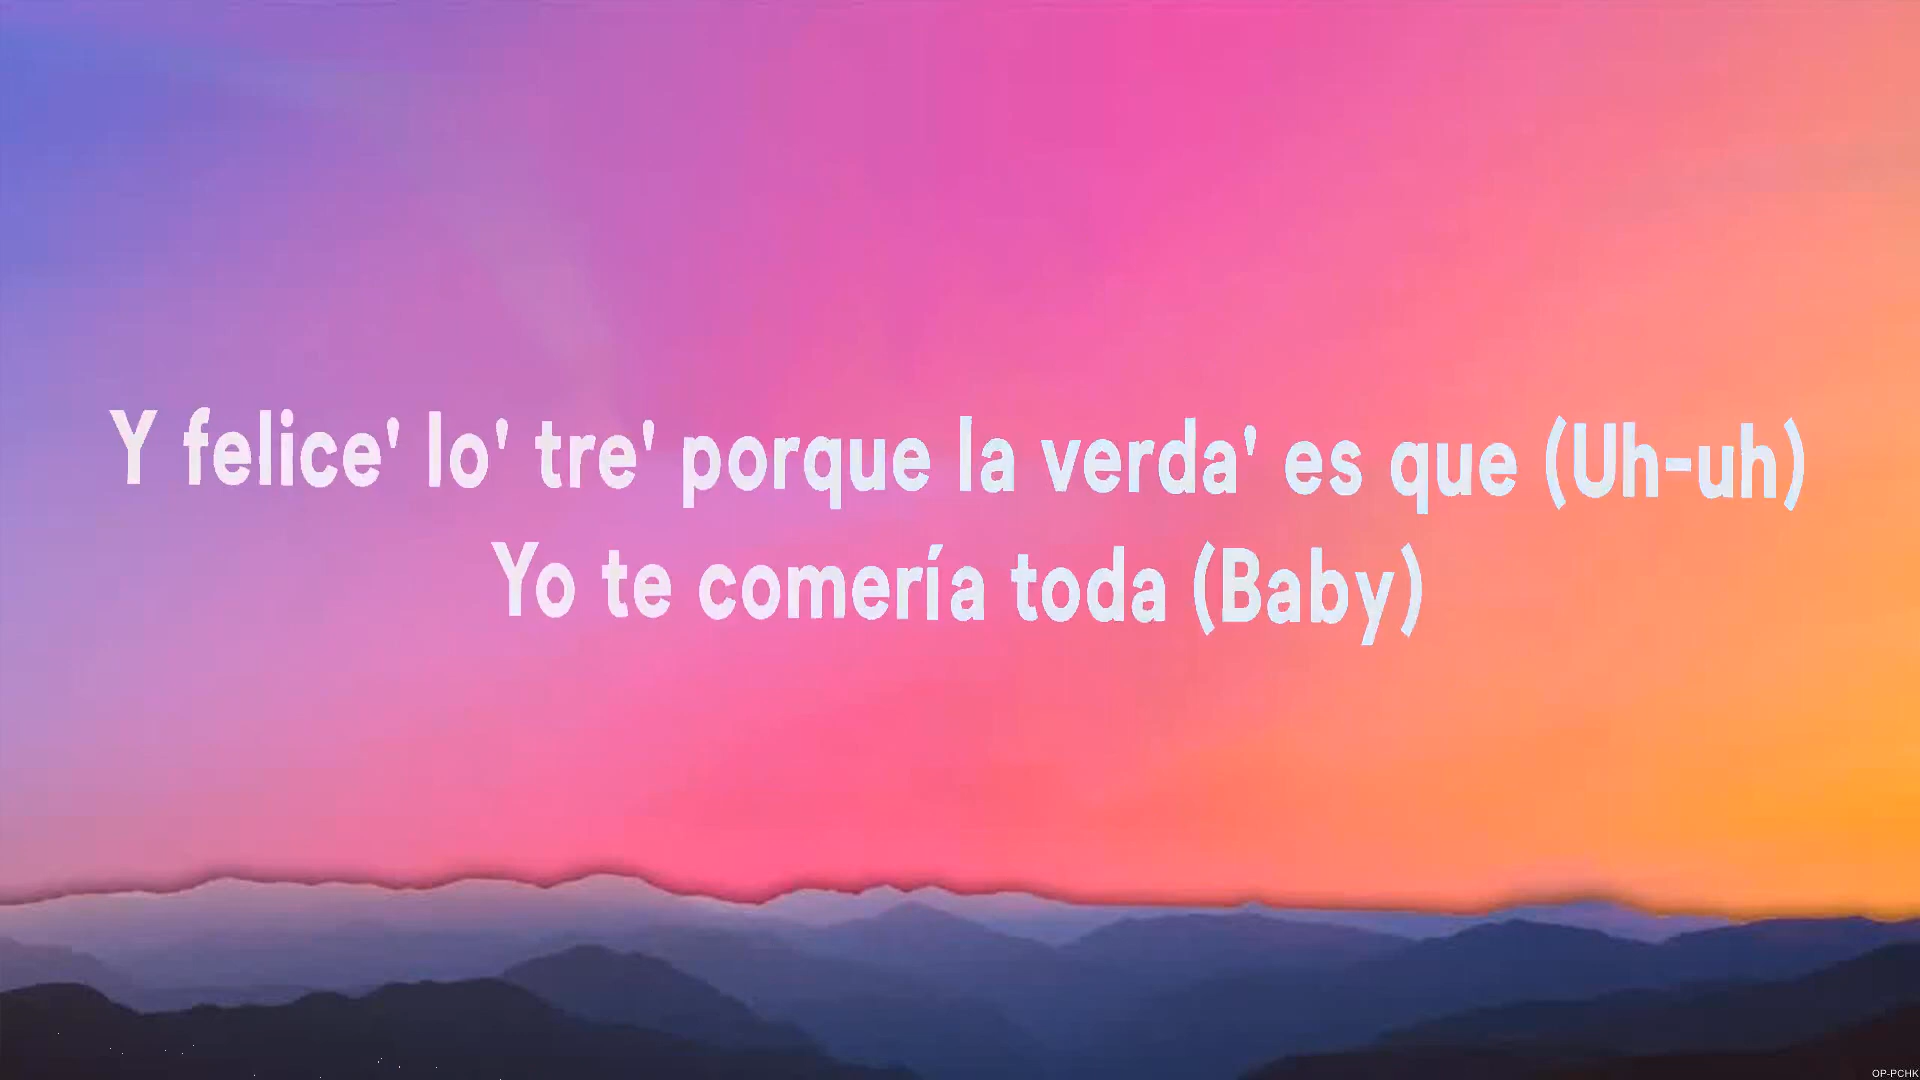 Y felice' lo' tre' porque la verda' es que (Uh-uh)
Yo te comería toda (Baby)
OP-PCHK